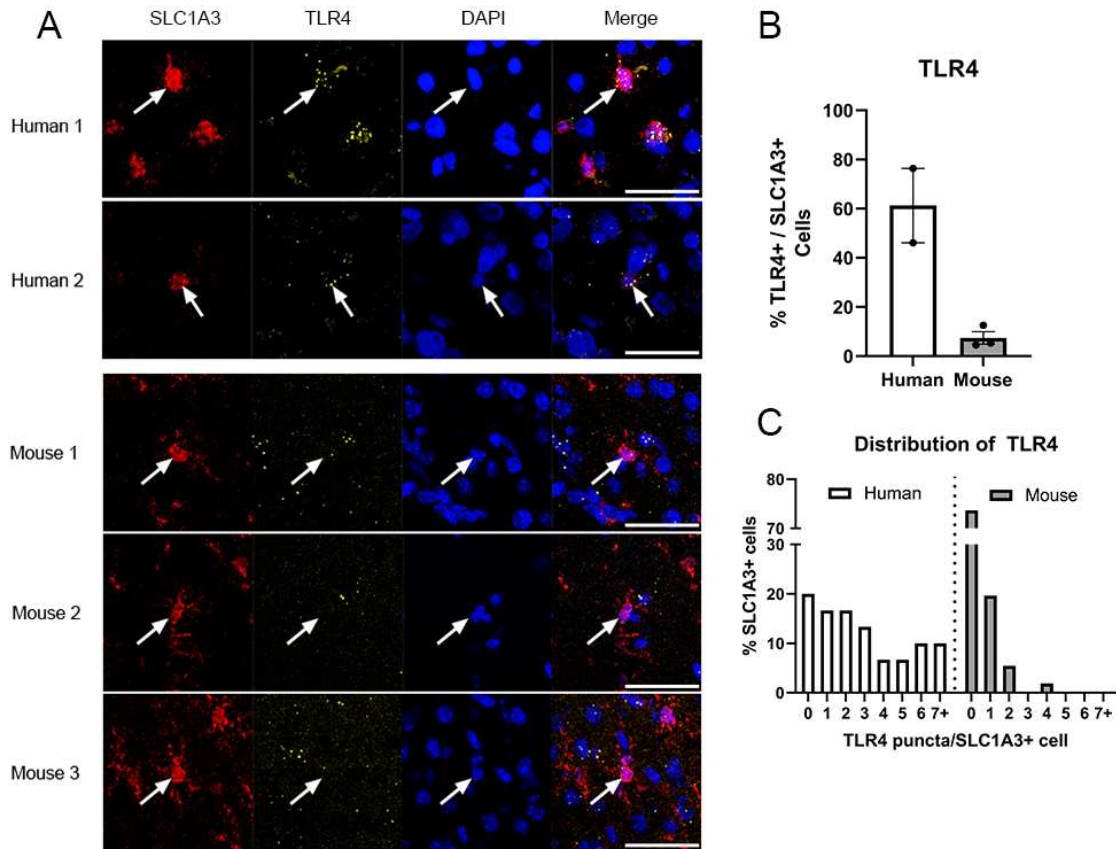 A
SLC1A3 TLR4 DAPI Merge
Human 1
Human 2
Mouse 1
Mouse 2
Mouse 3
B
TLR4
% TLR4+ / SLC1A3+
Cells
100
80
60
40
20
0
Human Mouse
C
Distribution of TLR4
Human Mouse
% SLC1A3+ cells
80
70
20
10
0
0 1 2 3 4 5 6 7+ 0 1 2 3 4 5 6 7+
TLR4 puncta/SLC1A3+ cell